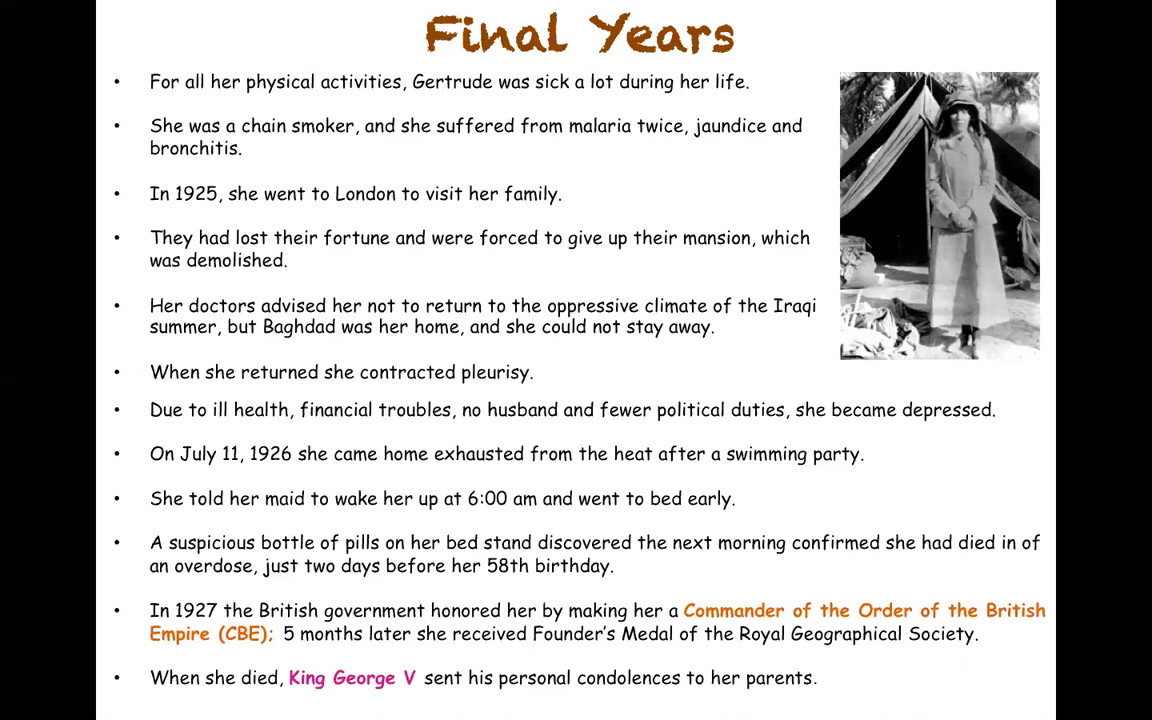 Final Years
• For all her physical activities, Gertrude was sick a lot during her life.
• She was a chain smoker, and she suffered from malaria twice, jaundice and
bronchitis.
• In 1925, she went to London to visit her family.
• They had lost their fortune and were forced to give up their mansion, which
was demolished.
• Her doctors advised her not to return to the oppressive climate of the Iraqi
summer, but Baghdad was her home, and she could not stay away.
• When she returned she contracted pleurisy.
• Due to ill health, financial troubles, no husband and fewer political duties, she became depressed.
• On July 11, 1926 she came home exhausted from the heat after a swimming party.
• She told her maid to wake her up at 6:00 am and went to bed early.
• A suspicious bottle of pills on her bed stand discovered the next morning confirmed she had died in of
an overdose, just two days before her 58th birthday.
• In 1927 the British government honored her by making her a Commander of the Order of the British
Empire (CBE); 5 months later she received Founder's Medal of the Royal Geographical Society.
• When she died, King George V sent his personal condolences to her parents.